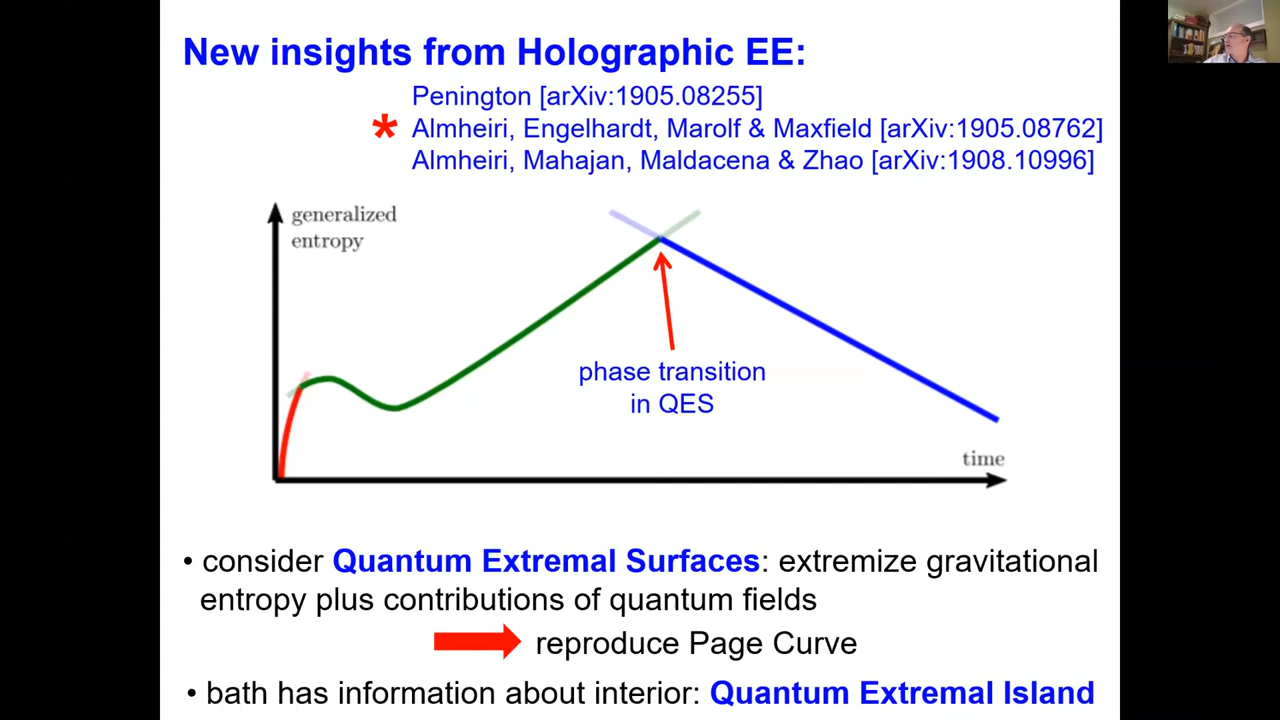 New insights from Holographic EE:
Penington [arXiv:1905.08255]
* Almheiri, Engelhardt, Marolf & Maxfield [arXiv:1905.08762]
Almheiri, Mahajan, Maldacena & Zhao [arXiv:1908.10996]
generalized
entropy
phase transition
in QES
time
• consider Quantum Extremal Surfaces: extremize gravitational
entropy plus contributions of quantum fields
reproduce Page Curve
• bath has information about interior: Quantum Extremal Island